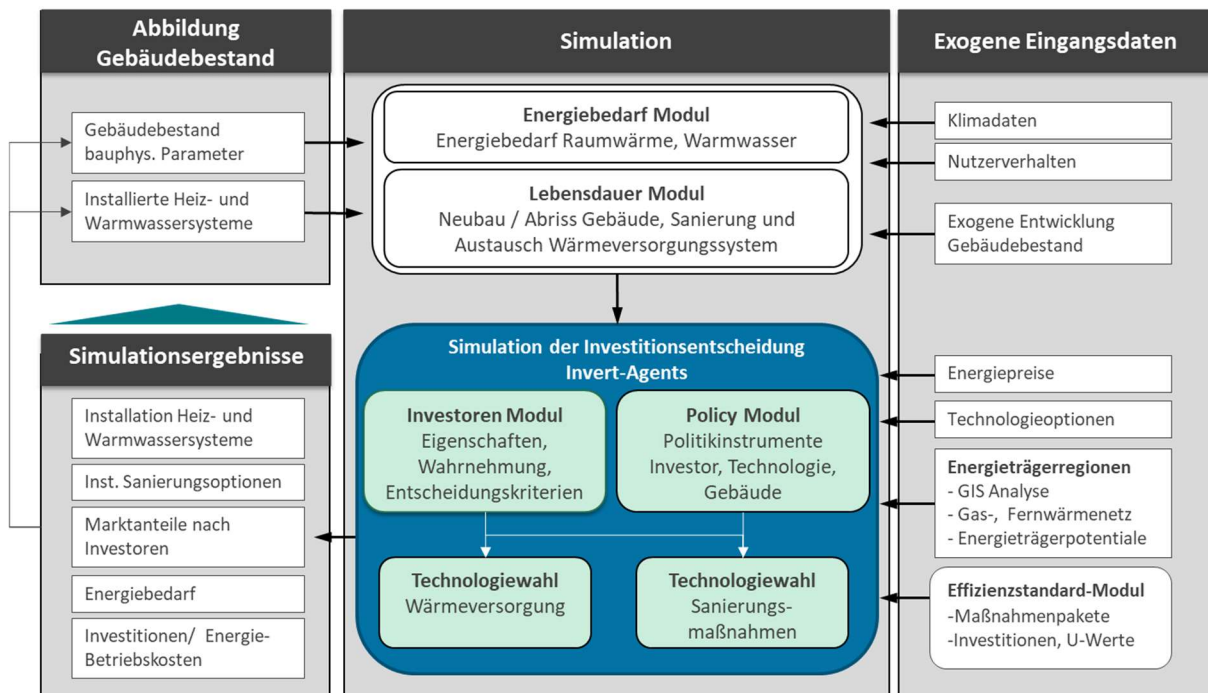 Abbildung
Gebäudebestand
Gebäudebestand
bauphys. Parameter
Installierte Heiz- und
Warmwassersysteme
Simulationsergebnisse
Installation Heiz- und
Warmwassersysteme
Inst. Sanierungsoptionen
Marktanteile nach
Investoren
Energiebedarf
Investitionen/ Energie-
Betriebskosten
Simulation
Energiebedarf Modul
Energiebedarf Raumwärme, Warmwasser
Lebensdauer Modul
Neubau / Abriss Gebäude, Sanierung und
Austausch Wärmeversorgungssystem
Simulation der Investitionsentscheidung
Invert-Agents
Investoren Modul
Eigenschaften,
Wahrnehmung,
Entscheidungskriterien
Policy Modul
Politikinstrumente
Investor, Technologie,
Gebäude
Technologiewahl
Wärmeversorgung
Technologiewahl
Sanierungs-
maßnahmen
Exogene Eingangsdaten
Klimadaten
Nutzerverhalten
Exogene Entwicklung
Gebäudebestand
Energiepreise
Technologieoptionen
Energieträgerregionen
- GIS Analyse
- Gas-, Fernwärmenetz
- Energieträgerpotentiale
Effizienzstandard-Modul
-Maßnahmenpakete
-Investitionen, U-Werte